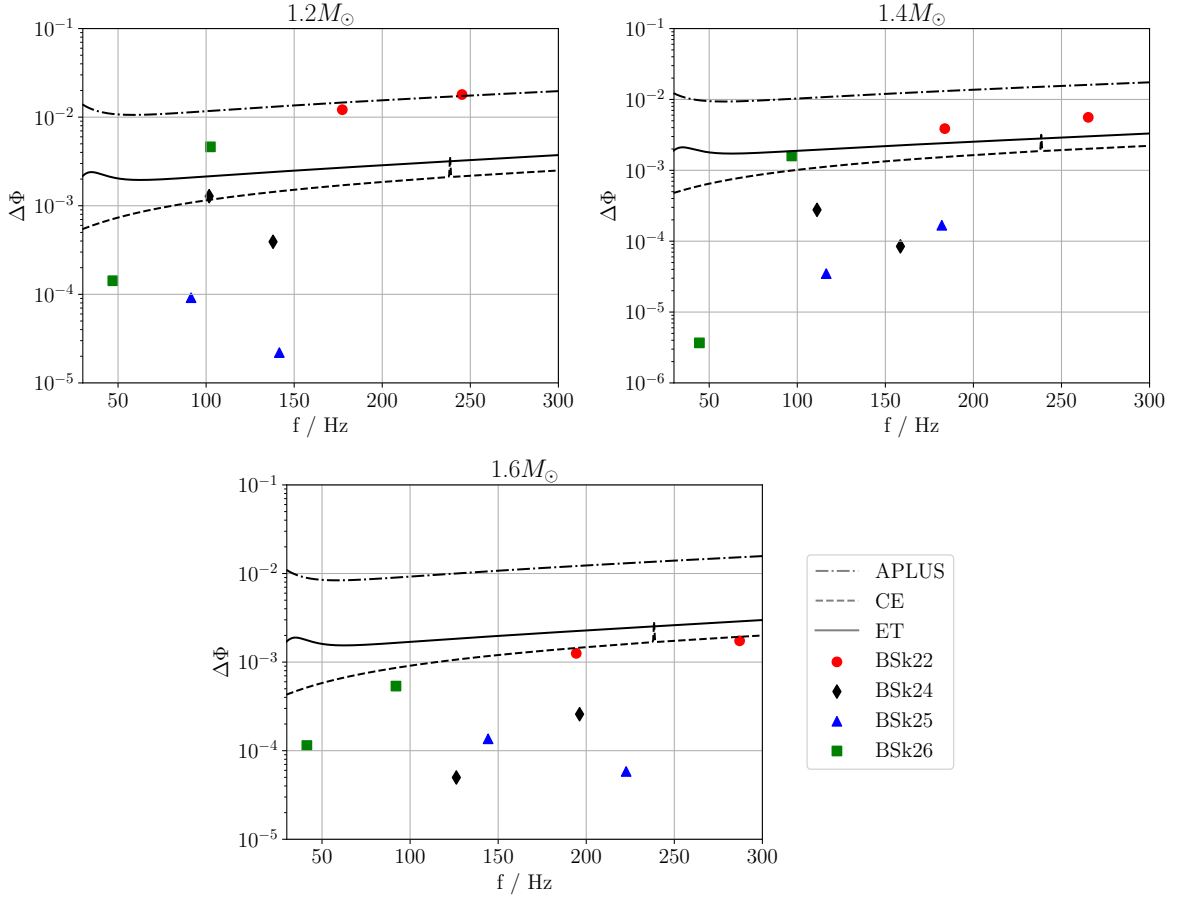 1.2M⊙
10⁻¹
10⁻²
10⁻³
10⁻⁴
10⁻⁵
ΔΦ
50 100 150 200 250 300
f / Hz
1.4M⊙
10⁻¹
10⁻²
10⁻³
10⁻⁴
10⁻⁵
10⁻⁶
ΔΦ
50 100 150 200 250 300
f / Hz
1.6M⊙
10⁻¹
10⁻²
10⁻³
10⁻⁴
10⁻⁵
ΔΦ
50 100 150 200 250 300
f / Hz
APLUS
CE
ET
BSk22
BSk24
BSk25
BSk26